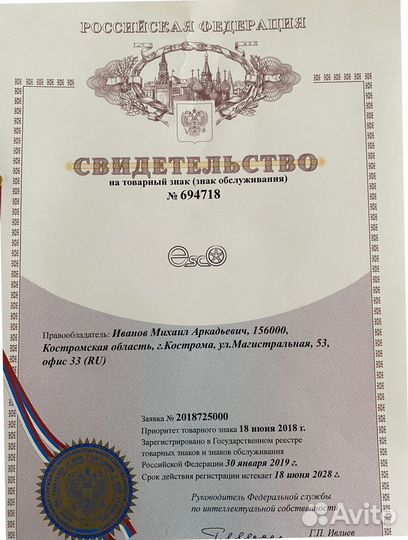 РОССИЙСКАЯ ФЕДЕРАЦИЯ
СВИДЕТЕЛЬСТВО
на товарный знак (знак обслуживания)
№ 694718
esco
Правообладатель: Иванов Михаил Аркадьевич, 156000,
Костромская область, г.Кострома, ул.Магистральная, 53,
офис 33 (RU)
Заявка № 2018725000
Приоритет товарного знака 18 июня 2018 г.
Зарегистрировано в Государственном реестре
товарных знаков и знаков обслуживания
Российской Федерации 30 января 2019 г.
Срок действия регистрации истекает 18 июня 2028 г.
Руководитель Федеральной службы
по интеллектуальной собственности
Г.П. Ивлиев
Avito